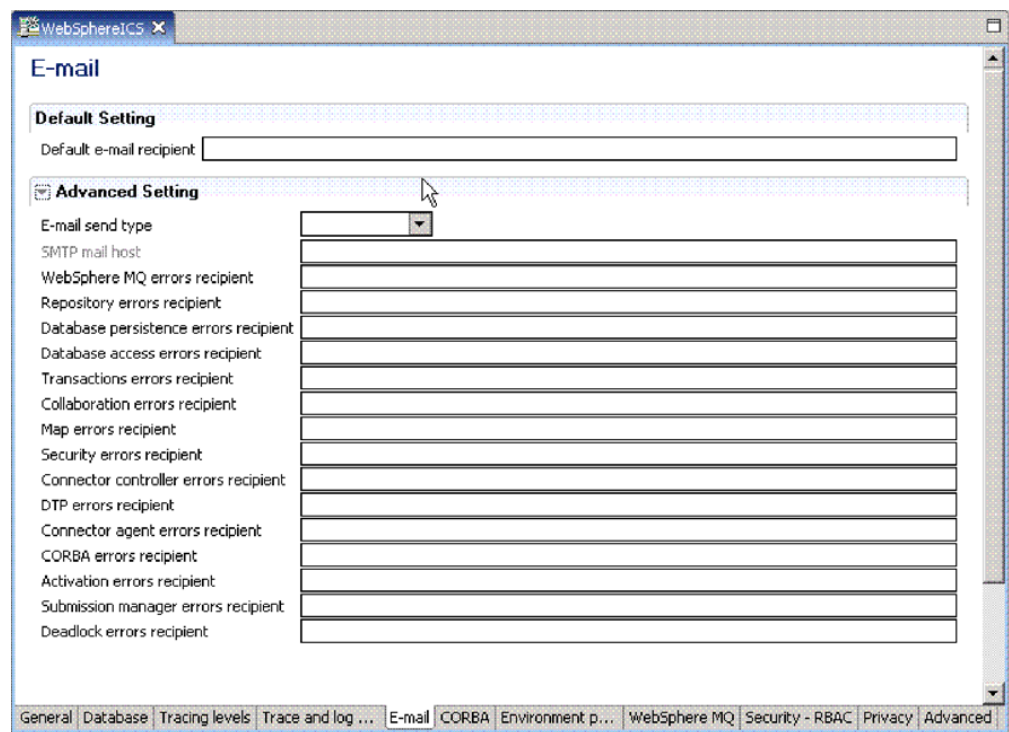 WebSphereICS
E-mail
Default Setting
Default e-mail recipient
Advanced Setting
E-mail send type
SMTP mail host
WebSphere MQ errors recipient
Repository errors recipient
Database persistence errors recipient
Database access errors recipient
Transactions errors recipient
Collaboration errors recipient
Map errors recipient
Security errors recipient
Connector controller errors recipient
DTP errors recipient
Connector agent errors recipient
CORBA errors recipient
Activation errors recipient
Submission manager errors recipient
Deadlock errors recipient
General Database Tracing levels Trace and log ... E-mail CORBA Environment p... WebSphere MQ Security - RBAC Privacy Advanced